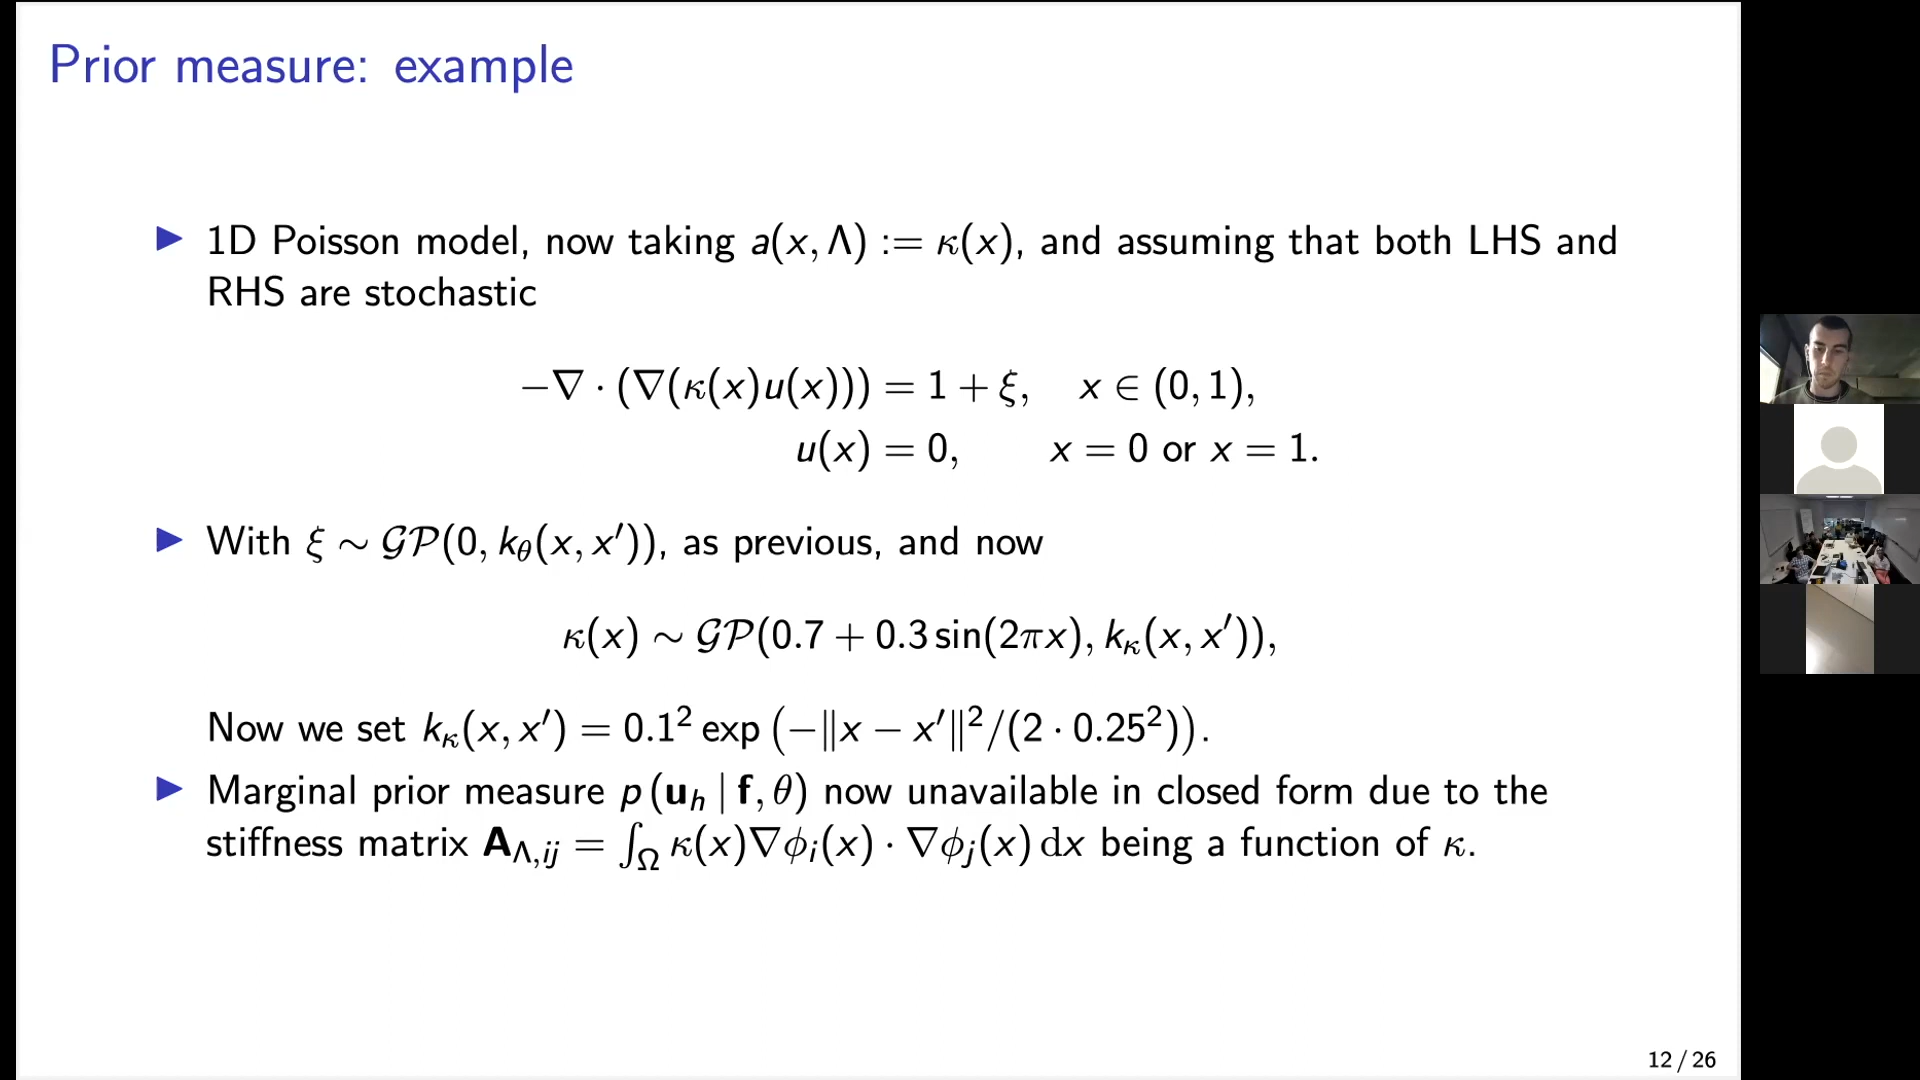 Prior measure: example
▶ 1D Poisson model, now taking a(x, Λ) := κ(x), and assuming that both LHS and
RHS are stochastic
−∇ · (∇(κ(x)u(x))) = 1 + ξ, x ∈ (0, 1),
u(x) = 0, x = 0 or x = 1.
▶ With ξ ∼ 𝒢𝒫(0, k_θ(x, x′)), as previous, and now
κ(x) ∼ 𝒢𝒫(0.7 + 0.3 sin(2πx), k_κ(x, x′)),
Now we set k_κ(x, x′) = 0.1² exp (−‖x − x′‖²/(2 · 0.25²)).
▶ Marginal prior measure p(𝐮_h | 𝐟, θ) now unavailable in closed form due to the
stiffness matrix 𝐀_Λ,ij = ∫_Ω κ(x)∇ϕ_i(x) · ∇ϕ_j(x) dx being a function of κ.
12 / 26